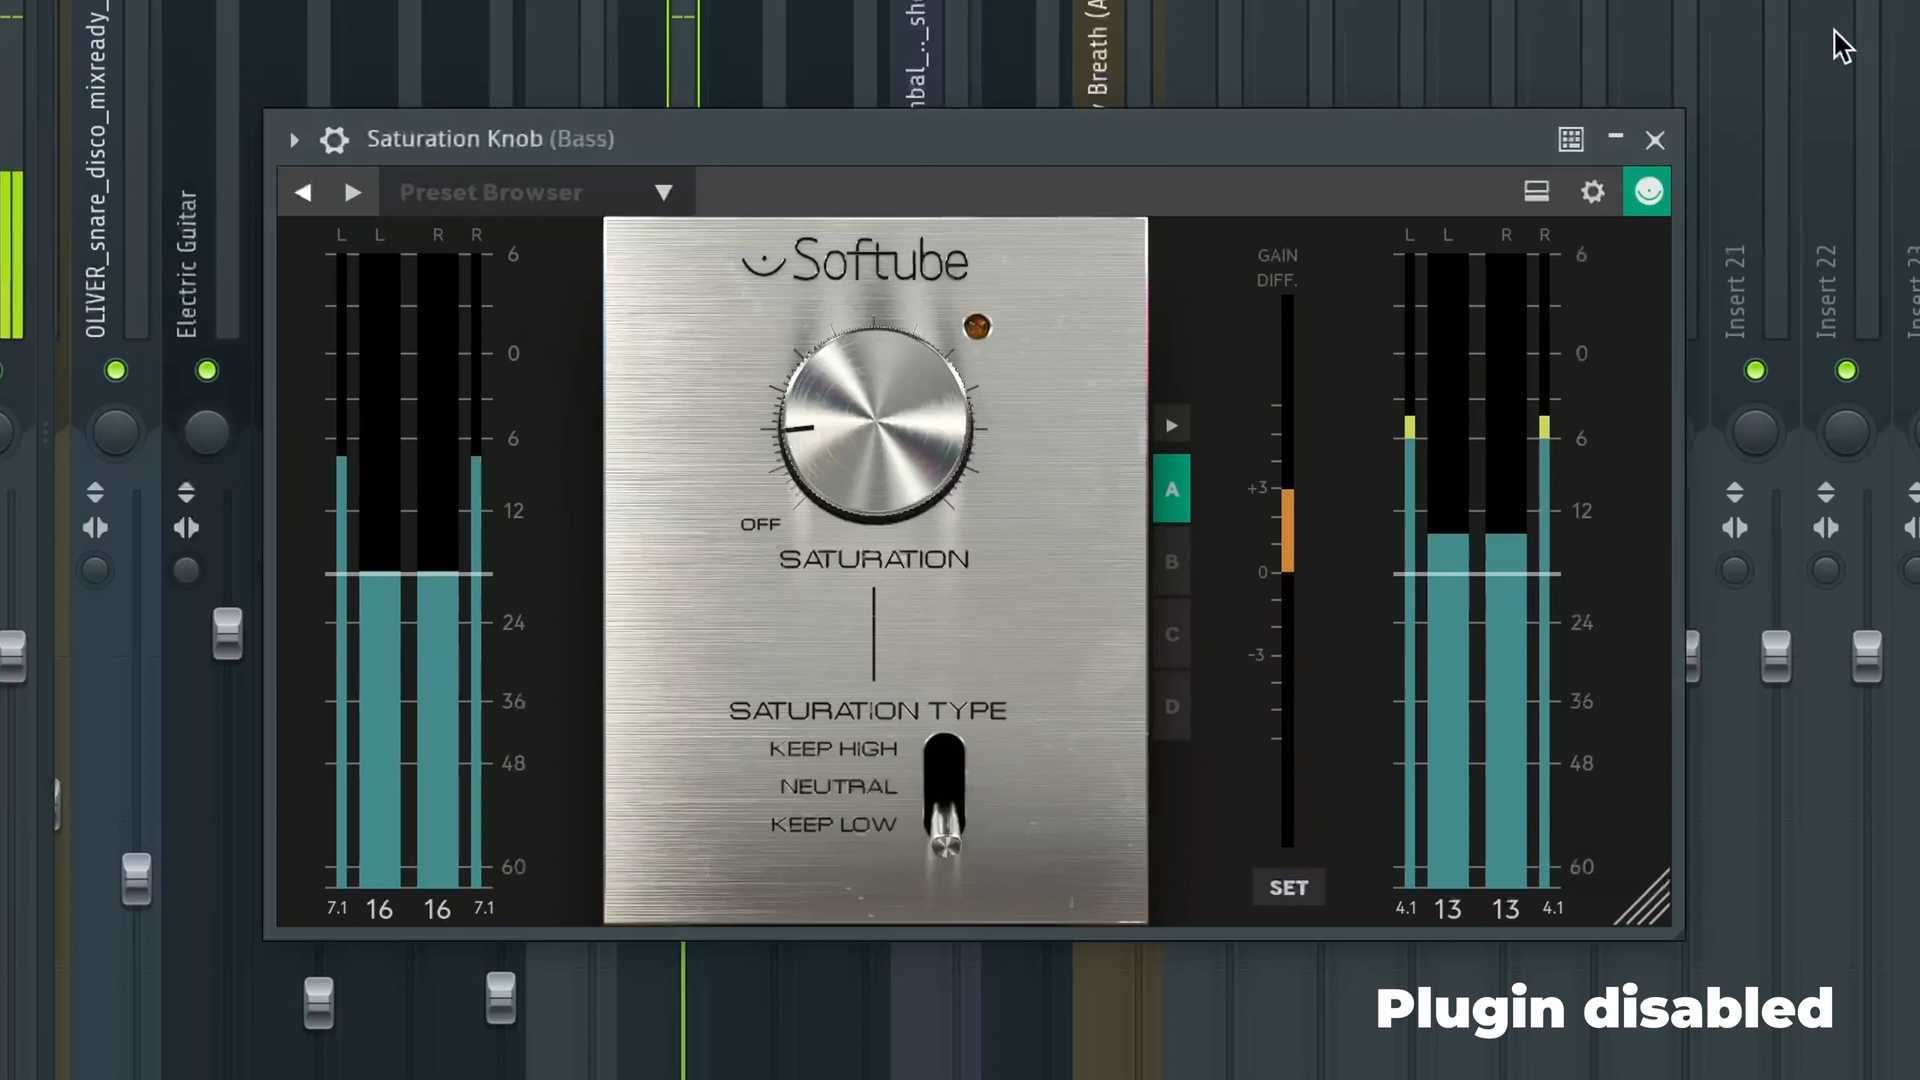 OLIVER_snare_disco_mixready_
Electric Guitar
Breath (A
Saturation Knob (Bass)
Preset Browser
L L R R
6
0
6
12
24
36
48
60
7.1 16 16 7.1
Softube
OFF
SATURATION
SATURATION TYPE
KEEP HIGH
NEUTRAL
KEEP LOW
A
B
C
D
GAIN
DIFF.
+3
0
-3
SET
L L R R
6
0
6
12
24
36
48
60
4.1 13 13 4.1
Insert 21
Insert 22
Insert 23
Plugin disabled